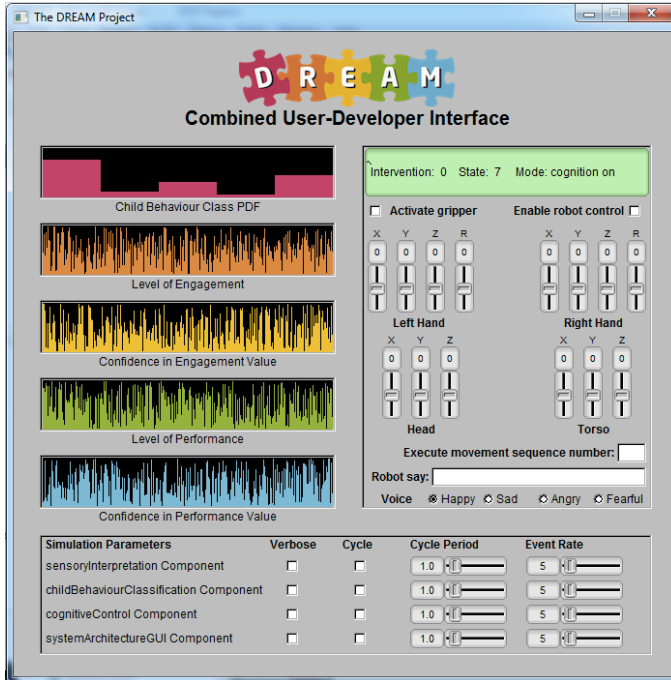 The DREAM Project
DREAM
Combined User-Developer Interface
Child Behaviour Class PDF
Level of Engagement
Confidence in Engagement Value
Level of Performance
Confidence in Performance Value
Intervention: 0 State: 7 Mode: cognition on
Activate gripper Enable robot control
X Y Z R X Y Z R
0 0 0 0 0 0 0 0
Left Hand Right Hand
X Y Z X Y Z
0 0 0 0 0 0
Head Torso
Execute movement sequence number:
Robot say:
Voice Happy Sad Angry Fearful
Simulation Parameters Verbose Cycle Cycle Period Event Rate
sensoryInterpretation Component 1.0 5
childBehaviourClassification Component 1.0 5
cognitiveControl Component 1.0 5
systemArchitectureGUI Component 1.0 5